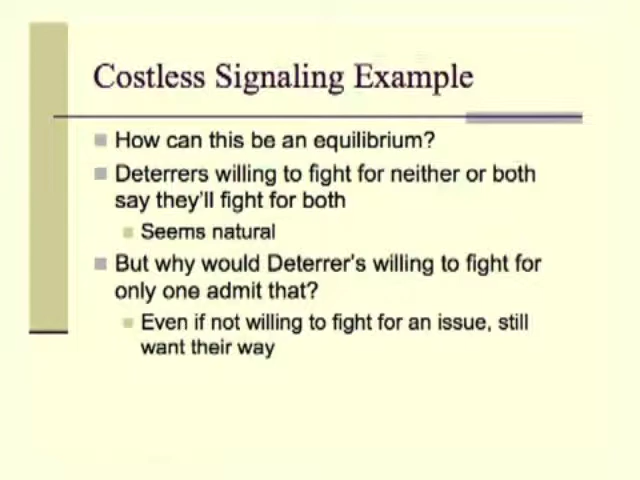 Costless Signaling Example
How can this be an equilibrium?
Deterrers willing to fight for neither or both
say they'll fight for both
Seems natural
But why would Deterrer's willing to fight for
only one admit that?
Even if not willing to fight for an issue, still
want their way